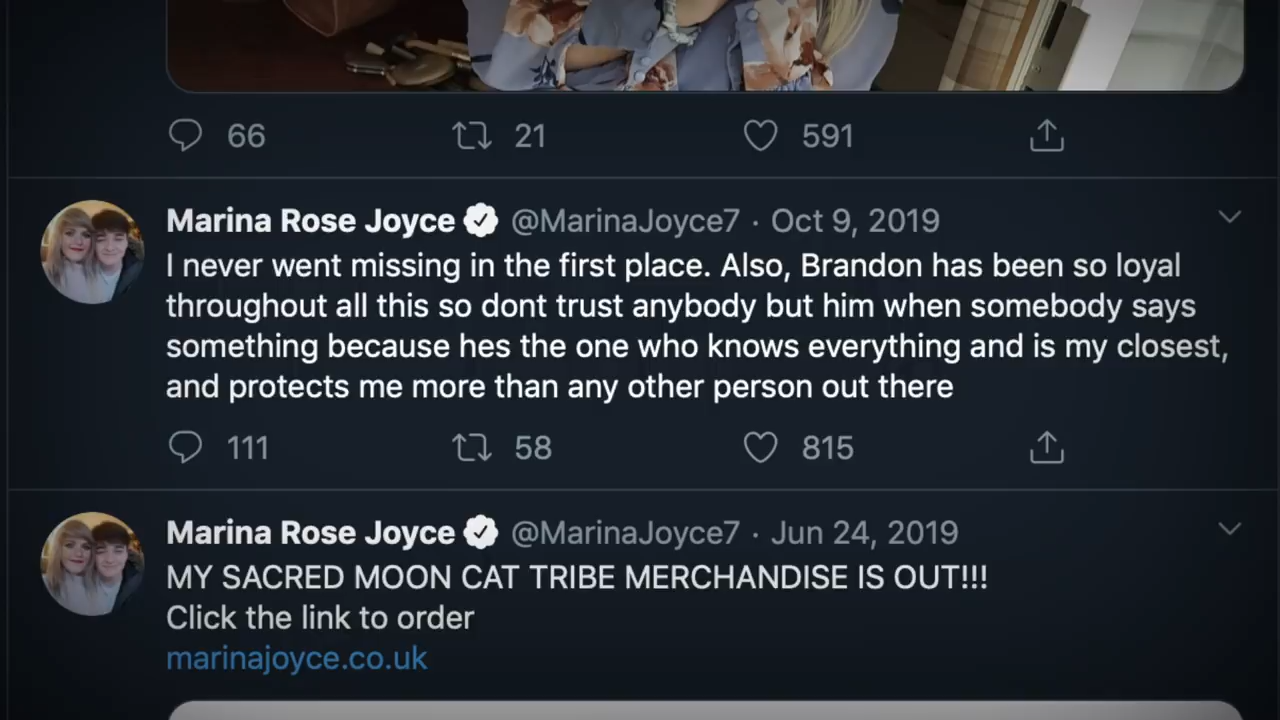 66 21 591
Marina Rose Joyce @MarinaJoyce7 · Oct 9, 2019
I never went missing in the first place. Also, Brandon has been so loyal
throughout all this so dont trust anybody but him when somebody says
something because hes the one who knows everything and is my closest,
and protects me more than any other person out there
111 58 815
Marina Rose Joyce @MarinaJoyce7 · Jun 24, 2019
MY SACRED MOON CAT TRIBE MERCHANDISE IS OUT!!!
Click the link to order
marinajoyce.co.uk